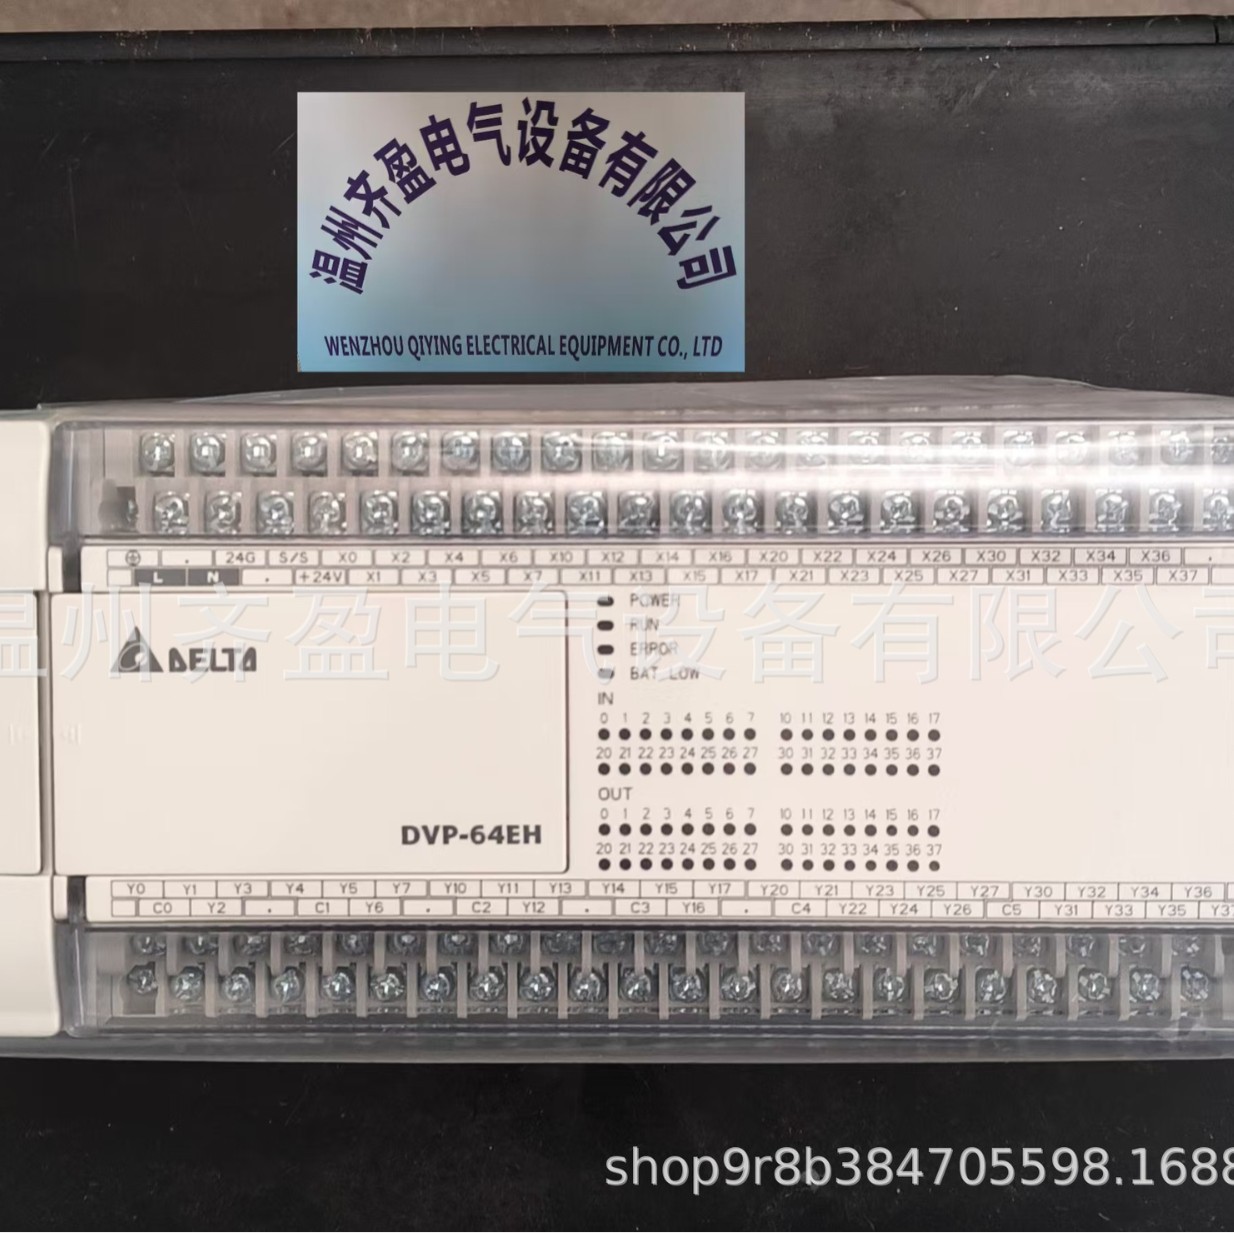 温州齐盈电气设备有限公司
WENZHOU QIYING ELECTRICAL EQUIPMENT CO., LTD
. 24G S/S X0 X2 X4 X6 X10 X12 X14 X16 X20 X22 X24 X26 X30 X32 X34 X36 .
L N . +24V X1 X3 X5 X7 X11 X13 X15 X17 X21 X23 X25 X27 X31 X33 X35 X37
温州齐盈电气设备有限公司
POWER
RUN
ERROR
BAT LOW
DELTA
IN
0 1 2 3 4 5 6 7 10 11 12 13 14 15 16 17
20 21 22 23 24 25 26 27 30 31 32 33 34 35 36 37
OUT
0 1 2 3 4 5 6 7 10 11 12 13 14 15 16 17
20 21 22 23 24 25 26 27 30 31 32 33 34 35 36 37
DVP-64EH
Y0 Y1 Y3 Y4 Y5 Y7 Y10 Y11 Y13 Y14 Y15 Y17 Y20 Y21 Y23 Y25 Y27 Y30 Y32 Y34 Y36
C0 Y2 . C1 Y6 . C2 Y12 . C3 Y16 . C4 Y22 Y24 Y26 C5 Y31 Y33 Y35
shop9r8b384705598.1688